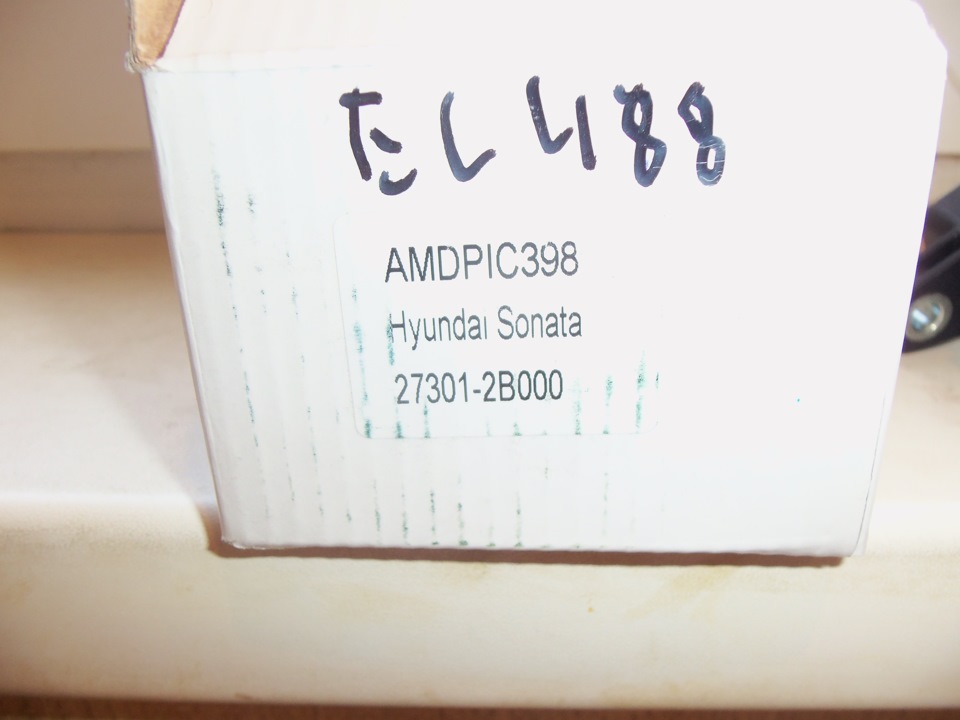 AMDPIC398
Hyundai Sonata
27301-2B000